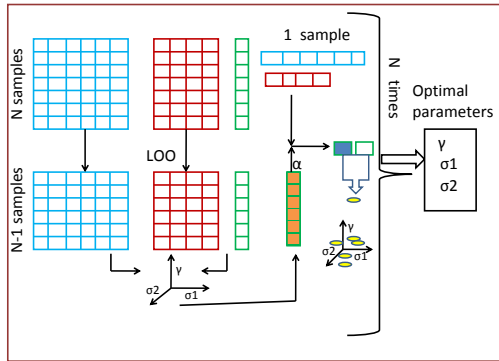 1 sample
N samples
N times
Optimal parameters
γ
σ1
σ2
LOO
α
N-1 samples
γ
σ2
σ1
γ
σ2
σ1